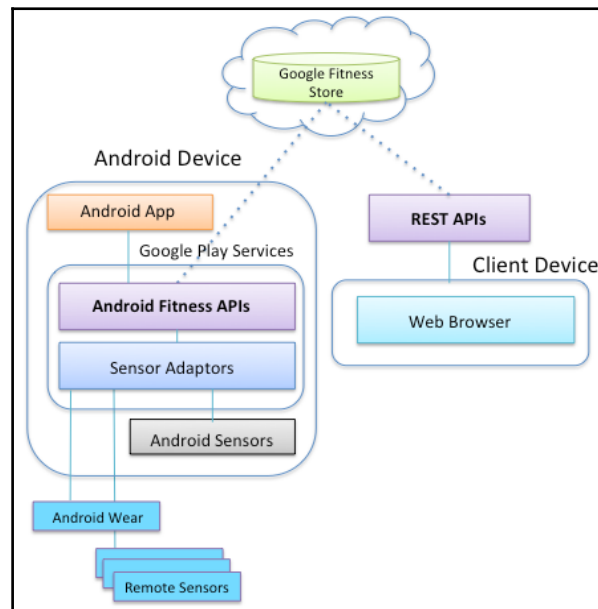 Google Fitness
Store
Android Device
Android App
Google Play Services
Android Fitness APIs
Sensor Adaptors
Android Sensors
Android Wear
Remote Sensors
REST APIs
Client Device
Web Browser